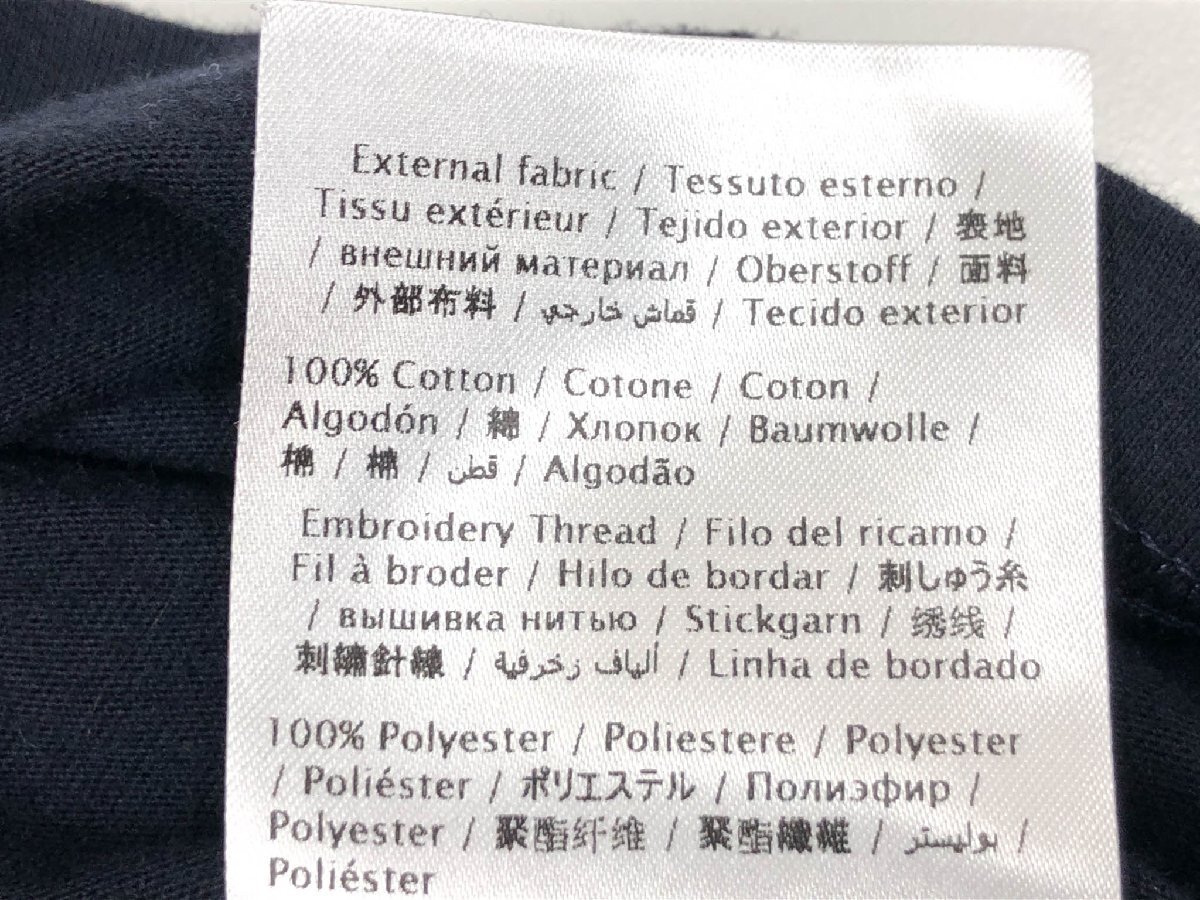 External fabric / Tessuto esterno /
Tissu extérieur / Tejido exterior / 表地
/ внешний материал / Oberstoff / 面料
/ 外部布料 / قماش خارجي / Tecido exterior
100% Cotton / Cotone / Coton /
Algodón / 綿 / Хлопок / Baumwolle /
棉 / 棉 / قطن / Algodão
Embroidery Thread / Filo del ricamo /
Fil à broder / Hilo de bordar / 刺しゅう糸
/ вышивка нитью / Stickgarn / 绣线 /
刺繡針線 / ألياف زخرفية / Linha de bordado
100% Polyester / Poliestere / Polyester
/ Poliéster / ポリエステル / Полиэфир /
Polyester / 聚酯纤维 / 聚酯纖維 / بوليستر /
Poliéster